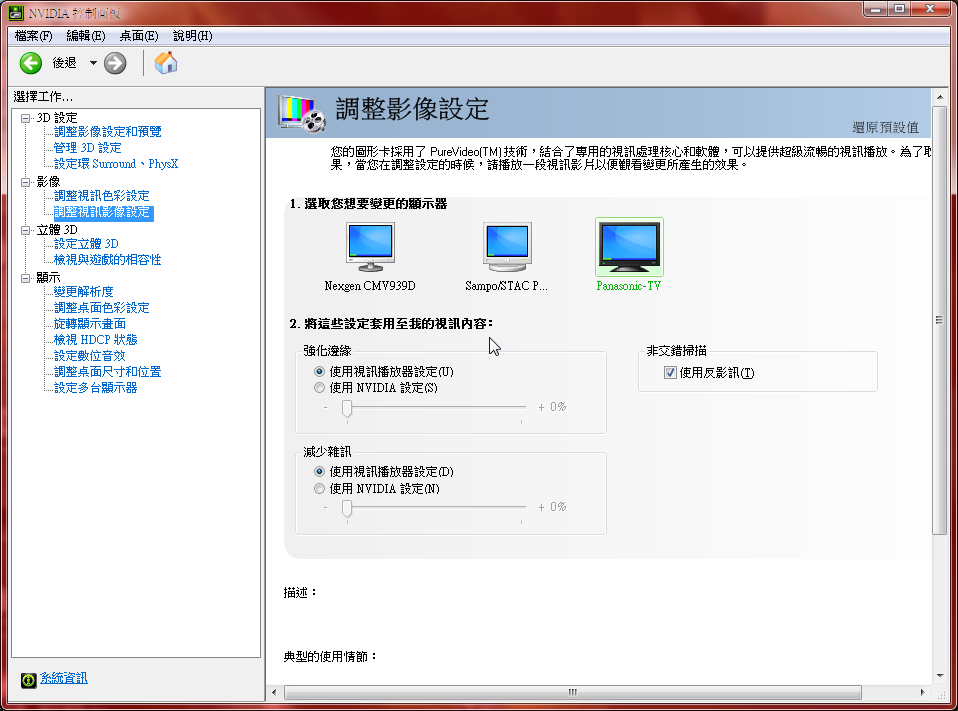 NVIDIA 控制面板
檔案(F) 編輯(E) 桌面(D) 說明(H)
後退
選擇工作...
3D 設定
調整影像設定和預覽
管理 3D 設定
設定環 Surround、PhysX
影像
調整視訊色彩設定
調整視訊影像設定
立體 3D
設定立體 3D
檢視與遊戲的相容性
顯示
變更解析度
調整桌面色彩設定
旋轉顯示畫面
檢視 HDCP 狀態
設定數位音效
調整桌面尺寸和位置
設定多台顯示器
系統資訊
調整影像設定
還原預設值
您的圖形卡採用了 PureVideo(TM)技術，結合了專用的視訊處理核心和軟體，可以提供超級流暢的視訊播放。為了取
果，當您在調整設定的時候，請播放一段視訊影片以便觀看變更所產生的效果。
1. 選取您想要變更的顯示器
Nexgen CMV939D Sampo/STAC P... Panasonic-TV
2. 將這些設定套用至我的視訊內容:
強化邊緣
使用視訊播放器設定(U)
使用 NVIDIA 設定(S)
- + 0%
非交錯掃描
使用反影訊(T)
減少雜訊
使用視訊播放器設定(D)
使用 NVIDIA 設定(N)
- + 0%
描述：
典型的使用情節：